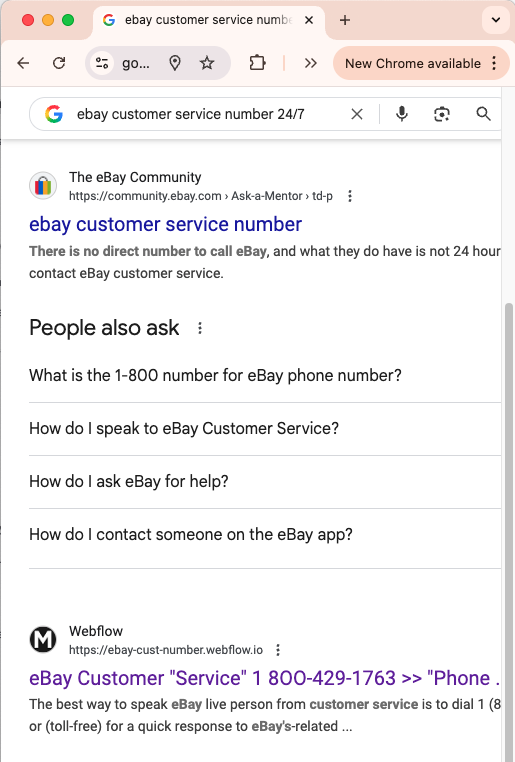 ebay customer service numbe
go...
New Chrome available
ebay customer service number 24/7
The eBay Community
https://community.ebay.com › Ask-a-Mentor › td-p
ebay customer service number
There is no direct number to call eBay, and what they do have is not 24 hour
contact eBay customer service.
People also ask
What is the 1-800 number for eBay phone number?
How do I speak to eBay Customer Service?
How do I ask eBay for help?
How do I contact someone on the eBay app?
Webflow
https://ebay-cust-number.webflow.io
eBay Customer "Service" 1 8OO-429-1763 >> "Phone .
The best way to speak eBay live person from customer service is to dial 1 (8
or (toll-free) for a quick response to eBay's-related ...